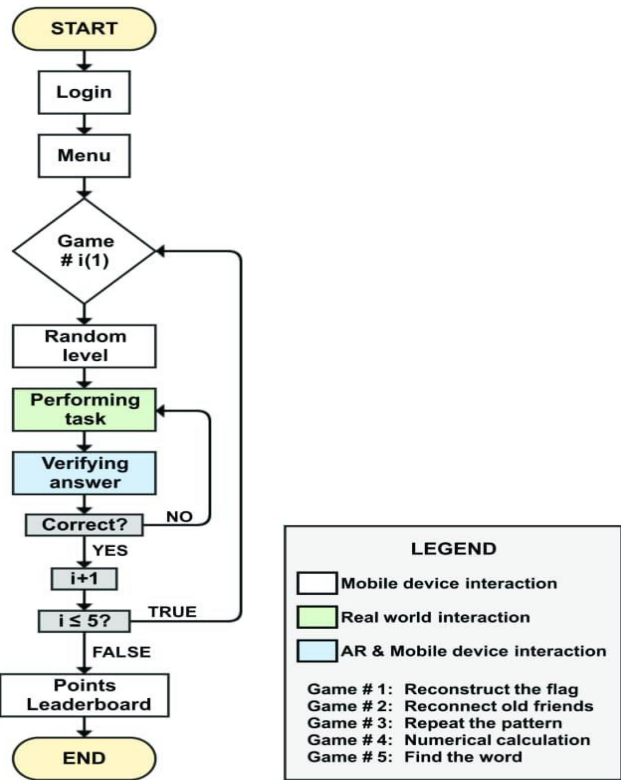 START
Login
Menu
Game
# i(1)
Random
level
Performing
task
Verifying
answer
Correct?
NO
YES
i+1
i ≤ 5?
TRUE
FALSE
Points
Leaderboard
END
LEGEND
Mobile device interaction
Real world interaction
AR & Mobile device interaction
Game # 1: Reconstruct the flag
Game # 2: Reconnect old friends
Game # 3: Repeat the pattern
Game # 4: Numerical calculation
Game # 5: Find the word